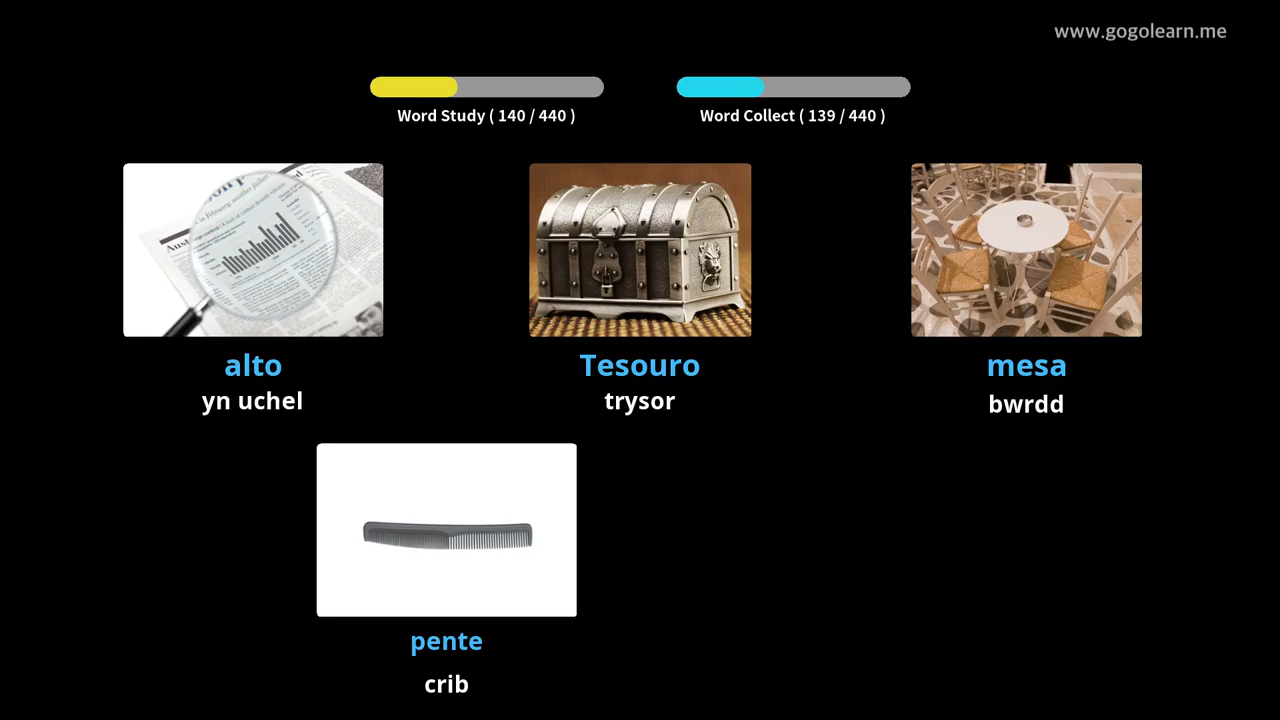 www.gogolearn.me
Word Study ( 140 / 440 )
Word Collect ( 139 / 440 )
alto
yn uchel
Tesouro
trysor
mesa
bwrdd
pente
crib